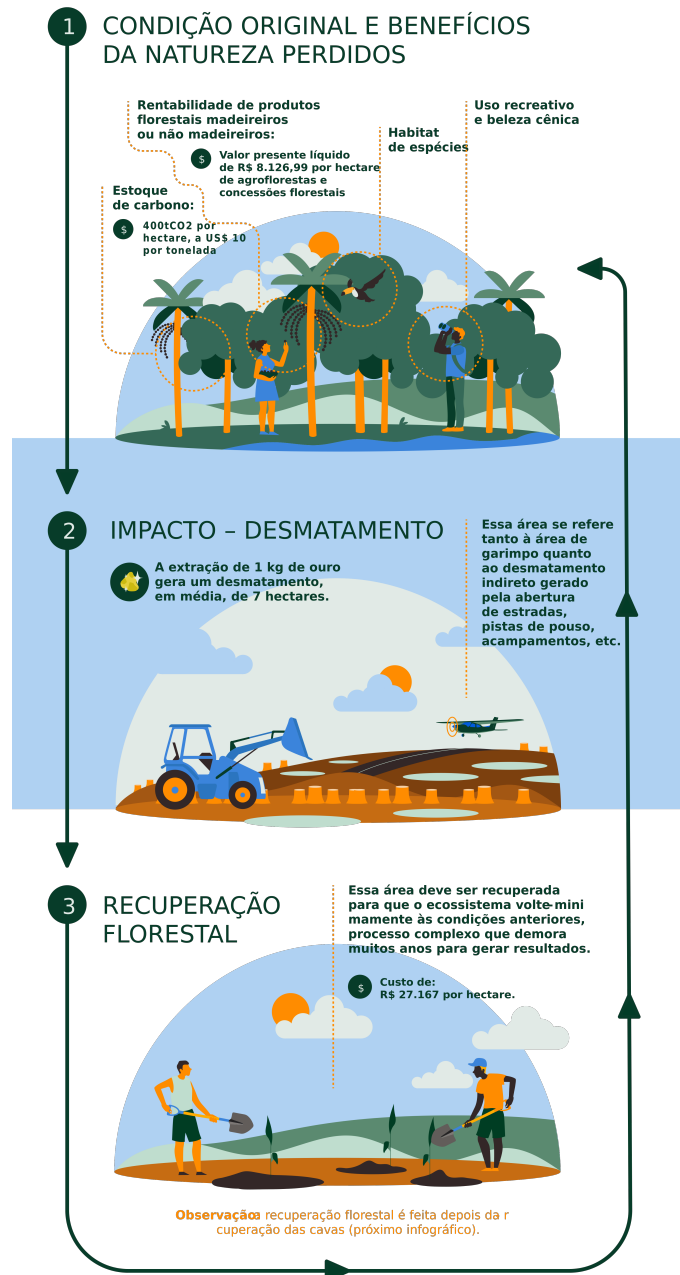 1
CONDIÇÃO ORIGINAL E BENEFÍCIOS
DA NATUREZA PERDIDOS
Rentabilidade de produtos
florestais madeireiros
ou não madeireiros:
$
Valor presente líquido
de R$ 8.126,99 por hectare
de agroflorestas e
concessões florestais
Habitat
de espécies
Uso recreativo
e beleza cênica
Estoque
de carbono:
$
400tCO2 por
hectare, a US$ 10
por tonelada
2
IMPACTO – DESMATAMENTO
A extração de 1 kg de ouro
gera um desmatamento,
em média, de 7 hectares.
Essa área se refere
tanto à área de
garimpo quanto
ao desmatamento
indireto gerado
pela abertura
de estradas,
pistas de pouso,
acampamentos, etc.
3
RECUPERAÇÃO
FLORESTAL
Essa área deve ser recuperada
para que o ecossistema volte-mini
mamente às condições anteriores,
processo complexo que demora
muitos anos para gerar resultados.
$
Custo de:
R$ 27.167 por hectare.
Observação: a recuperação florestal é feita depois da r
cuperação das cavas (próximo infográfico).